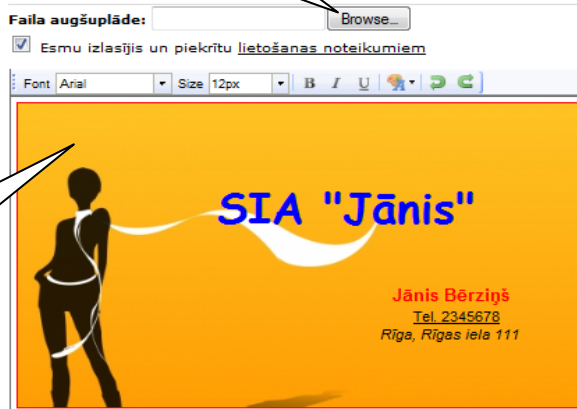 Faila augšuplāde: Browse...
Esmu izlasījis un piekrītu lietošanas noteikumiem
Font Arial Size 12px B I U
SIA "Jānis"
Jānis Bērziņš
Tel. 2345678
Rīga, Rīgas iela 111